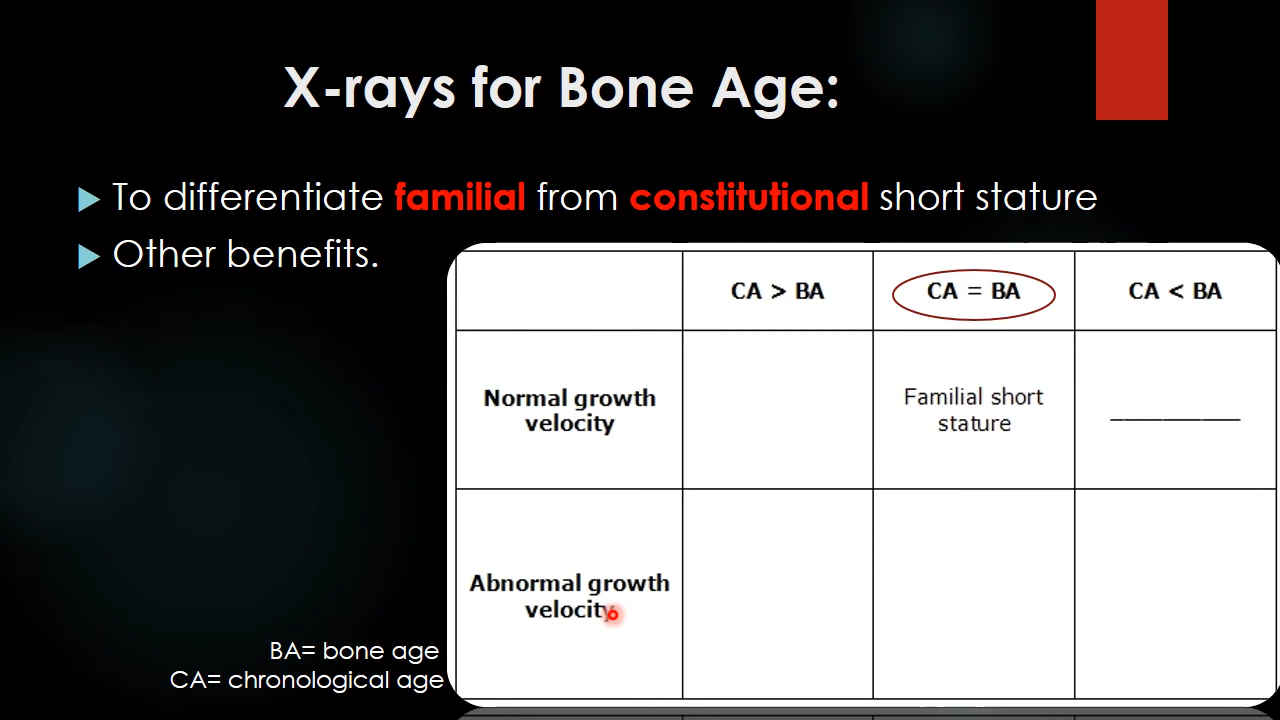 X-rays for Bone Age:
To differentiate familial from constitutional short stature
Other benefits.
CA > BA
CA = BA
CA < BA
Normal growth
velocity
Familial short
stature
Abnormal growth
velocity
BA= bone age
CA= chronological age